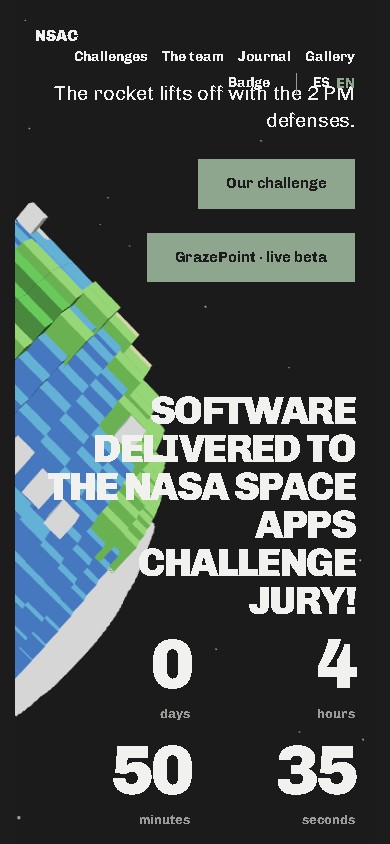 NSAC
Challenges The team Journal Gallery
Badge ES EN
The rocket lifts off with the 2 PM
defenses.
Our challenge
GrazePoint · live beta
SOFTWARE
DELIVERED TO
THE NASA SPACE
APPS
CHALLENGE
JURY!
0 4
days hours
50 35
minutes seconds